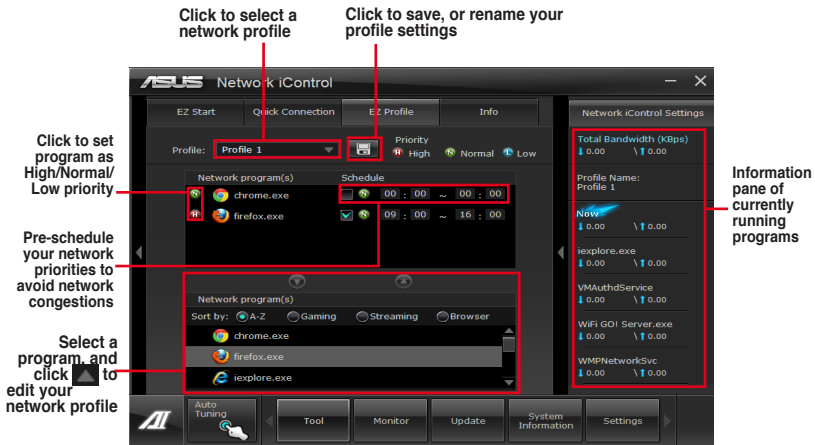 Click to select a
network profile
Click to save, or rename your
profile settings
ASUS Network iControl
EZ Start
Quick Connection
EZ Profile
Info
Network iControl Settings
Profile:
Profile 1
Priority
H High
N Normal
L Low
Network program(s)
Schedule
N chrome.exe
N 00 : 00 ~ 00 : 00
H firefox.exe
N 09 : 00 ~ 16 : 00
Network program(s)
Sort by:
A-Z
Gaming
Streaming
Browser
chrome.exe
firefox.exe
iexplore.exe
Total Bandwidth (KBps)
0.00 \ 0.00
Profile Name:
Profile 1
Now
0.00 \ 0.00
iexplore.exe
0.00 \ 0.00
VMAuthdService
0.00 \ 0.00
WiFi GO! Server.exe
0.00 \ 0.00
WMPNetworkSvc
0.00 \ 0.00
Auto
Tuning
Tool
Monitor
Update
System
Information
Settings
Click to set
program as
High/Normal/
Low priority
Pre-schedule
your network
priorities to
avoid network
congestions
Select a
program, and
click to
edit your
network profile
Information
pane of
currently
running
programs